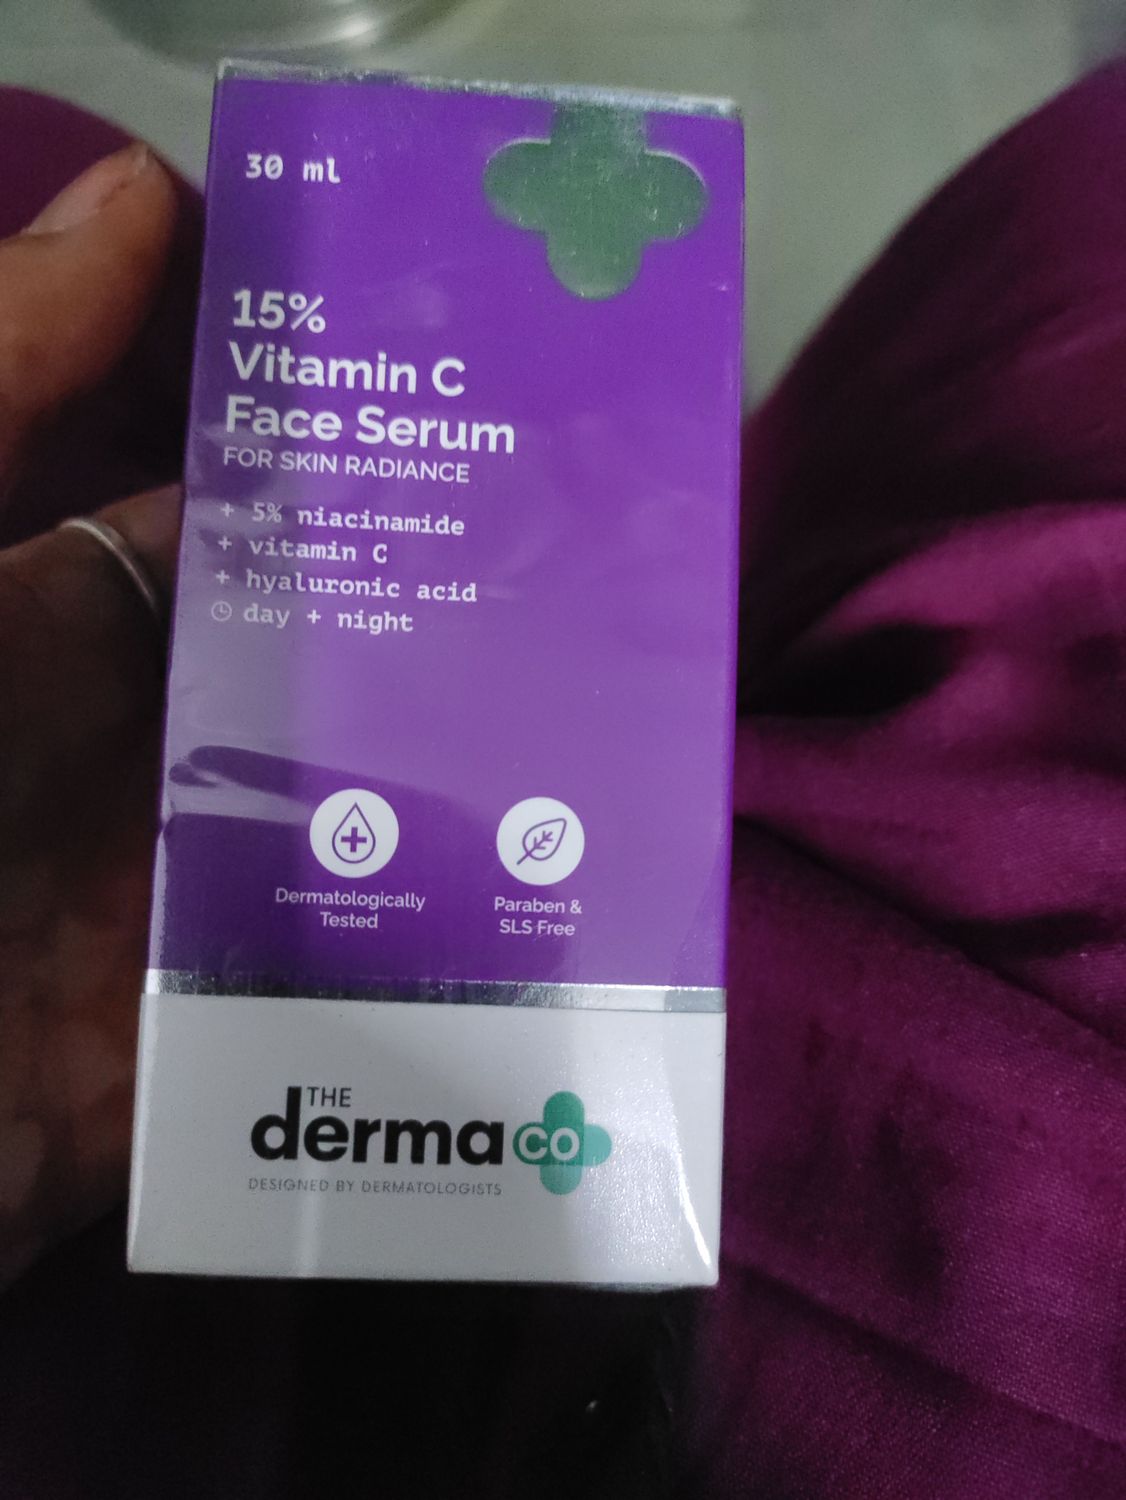 30 ml
15%
Vitamin C
Face Serum
FOR SKIN RADIANCE
+ 5% niacinamide
+ vitamin C
+ hyaluronic acid
day + night
Dermatologically
Tested
Paraben &
SLS Free
THE
derma co
DESIGNED BY DERMATOLOGISTS